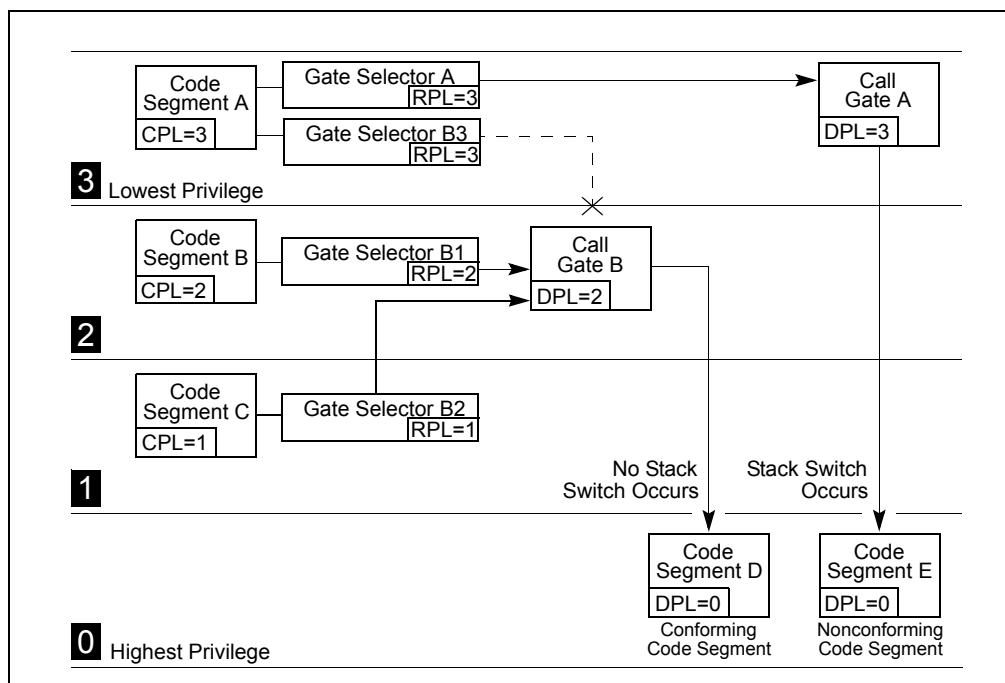 Code
Segment A
CPL=3
Gate Selector A
RPL=3
Gate Selector B3
RPL=3
Call
Gate A
DPL=3
3 Lowest Privilege
Code
Segment B
CPL=2
Gate Selector B1
RPL=2
Call
Gate B
DPL=2
2
Code
Segment C
CPL=1
Gate Selector B2
RPL=1
No Stack
Switch Occurs
Stack Switch
Occurs
1
Code
Segment D
DPL=0
Conforming
Code Segment
Code
Segment E
DPL=0
Nonconforming
Code Segment
0 Highest Privilege